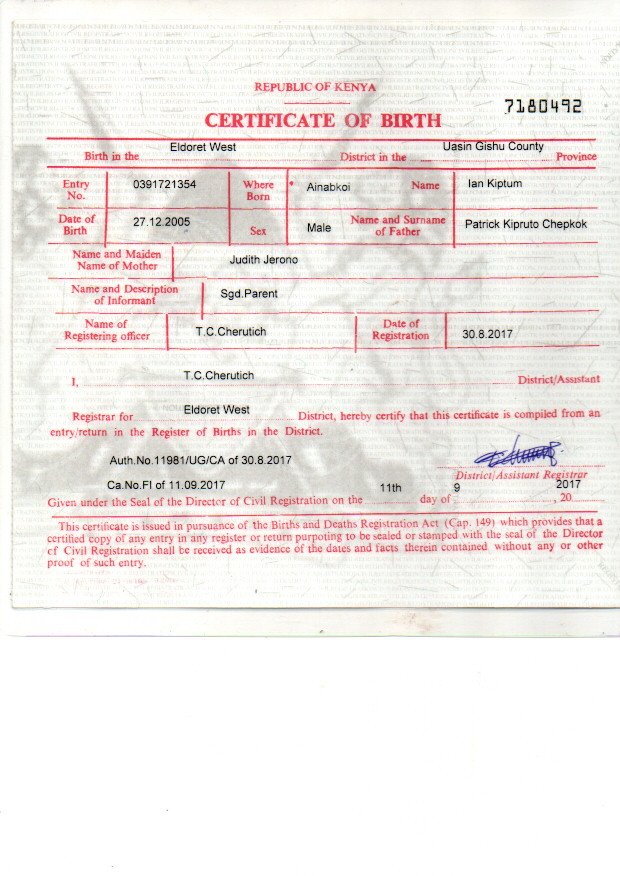 REPUBLIC OF KENYA
7180492
CERTIFICATE OF BIRTH
Birth in the Eldoret West District in the Uasin Gishu County Province
Entry No. 0391721354 Where Born Ainabkoi Name Ian Kiptum
Date of Birth 27.12.2005 Sex Male Name and Surname of Father Patrick Kipruto Chepkok
Name and Maiden Name of Mother Judith Jerono
Name and Description of Informant Sgd.Parent
Name of Registering officer T.C.Cherutich Date of Registration 30.8.2017
I, T.C.Cherutich District/Assistant
Registrar for Eldoret West District, hereby certify that this certificate is compiled from an
entry/return in the Register of Births in the District.
Auth.No.11981/UG/CA of 30.8.2017
District/Assistant Registrar
Ca.No.FI of 11.09.2017
Given under the Seal of the Director of Civil Registration on the 11th day of 9 , 20 2017
This certificate is issued in pursuance of the Births and Deaths Registration Act (Cap. 149) which provides that a
certified copy of any entry in any register or return purpoting to be sealed or stamped with the seal of the Director
of Civil Registration shall be received as evidence of the dates and facts therein contained without any or other
proof of such entry.